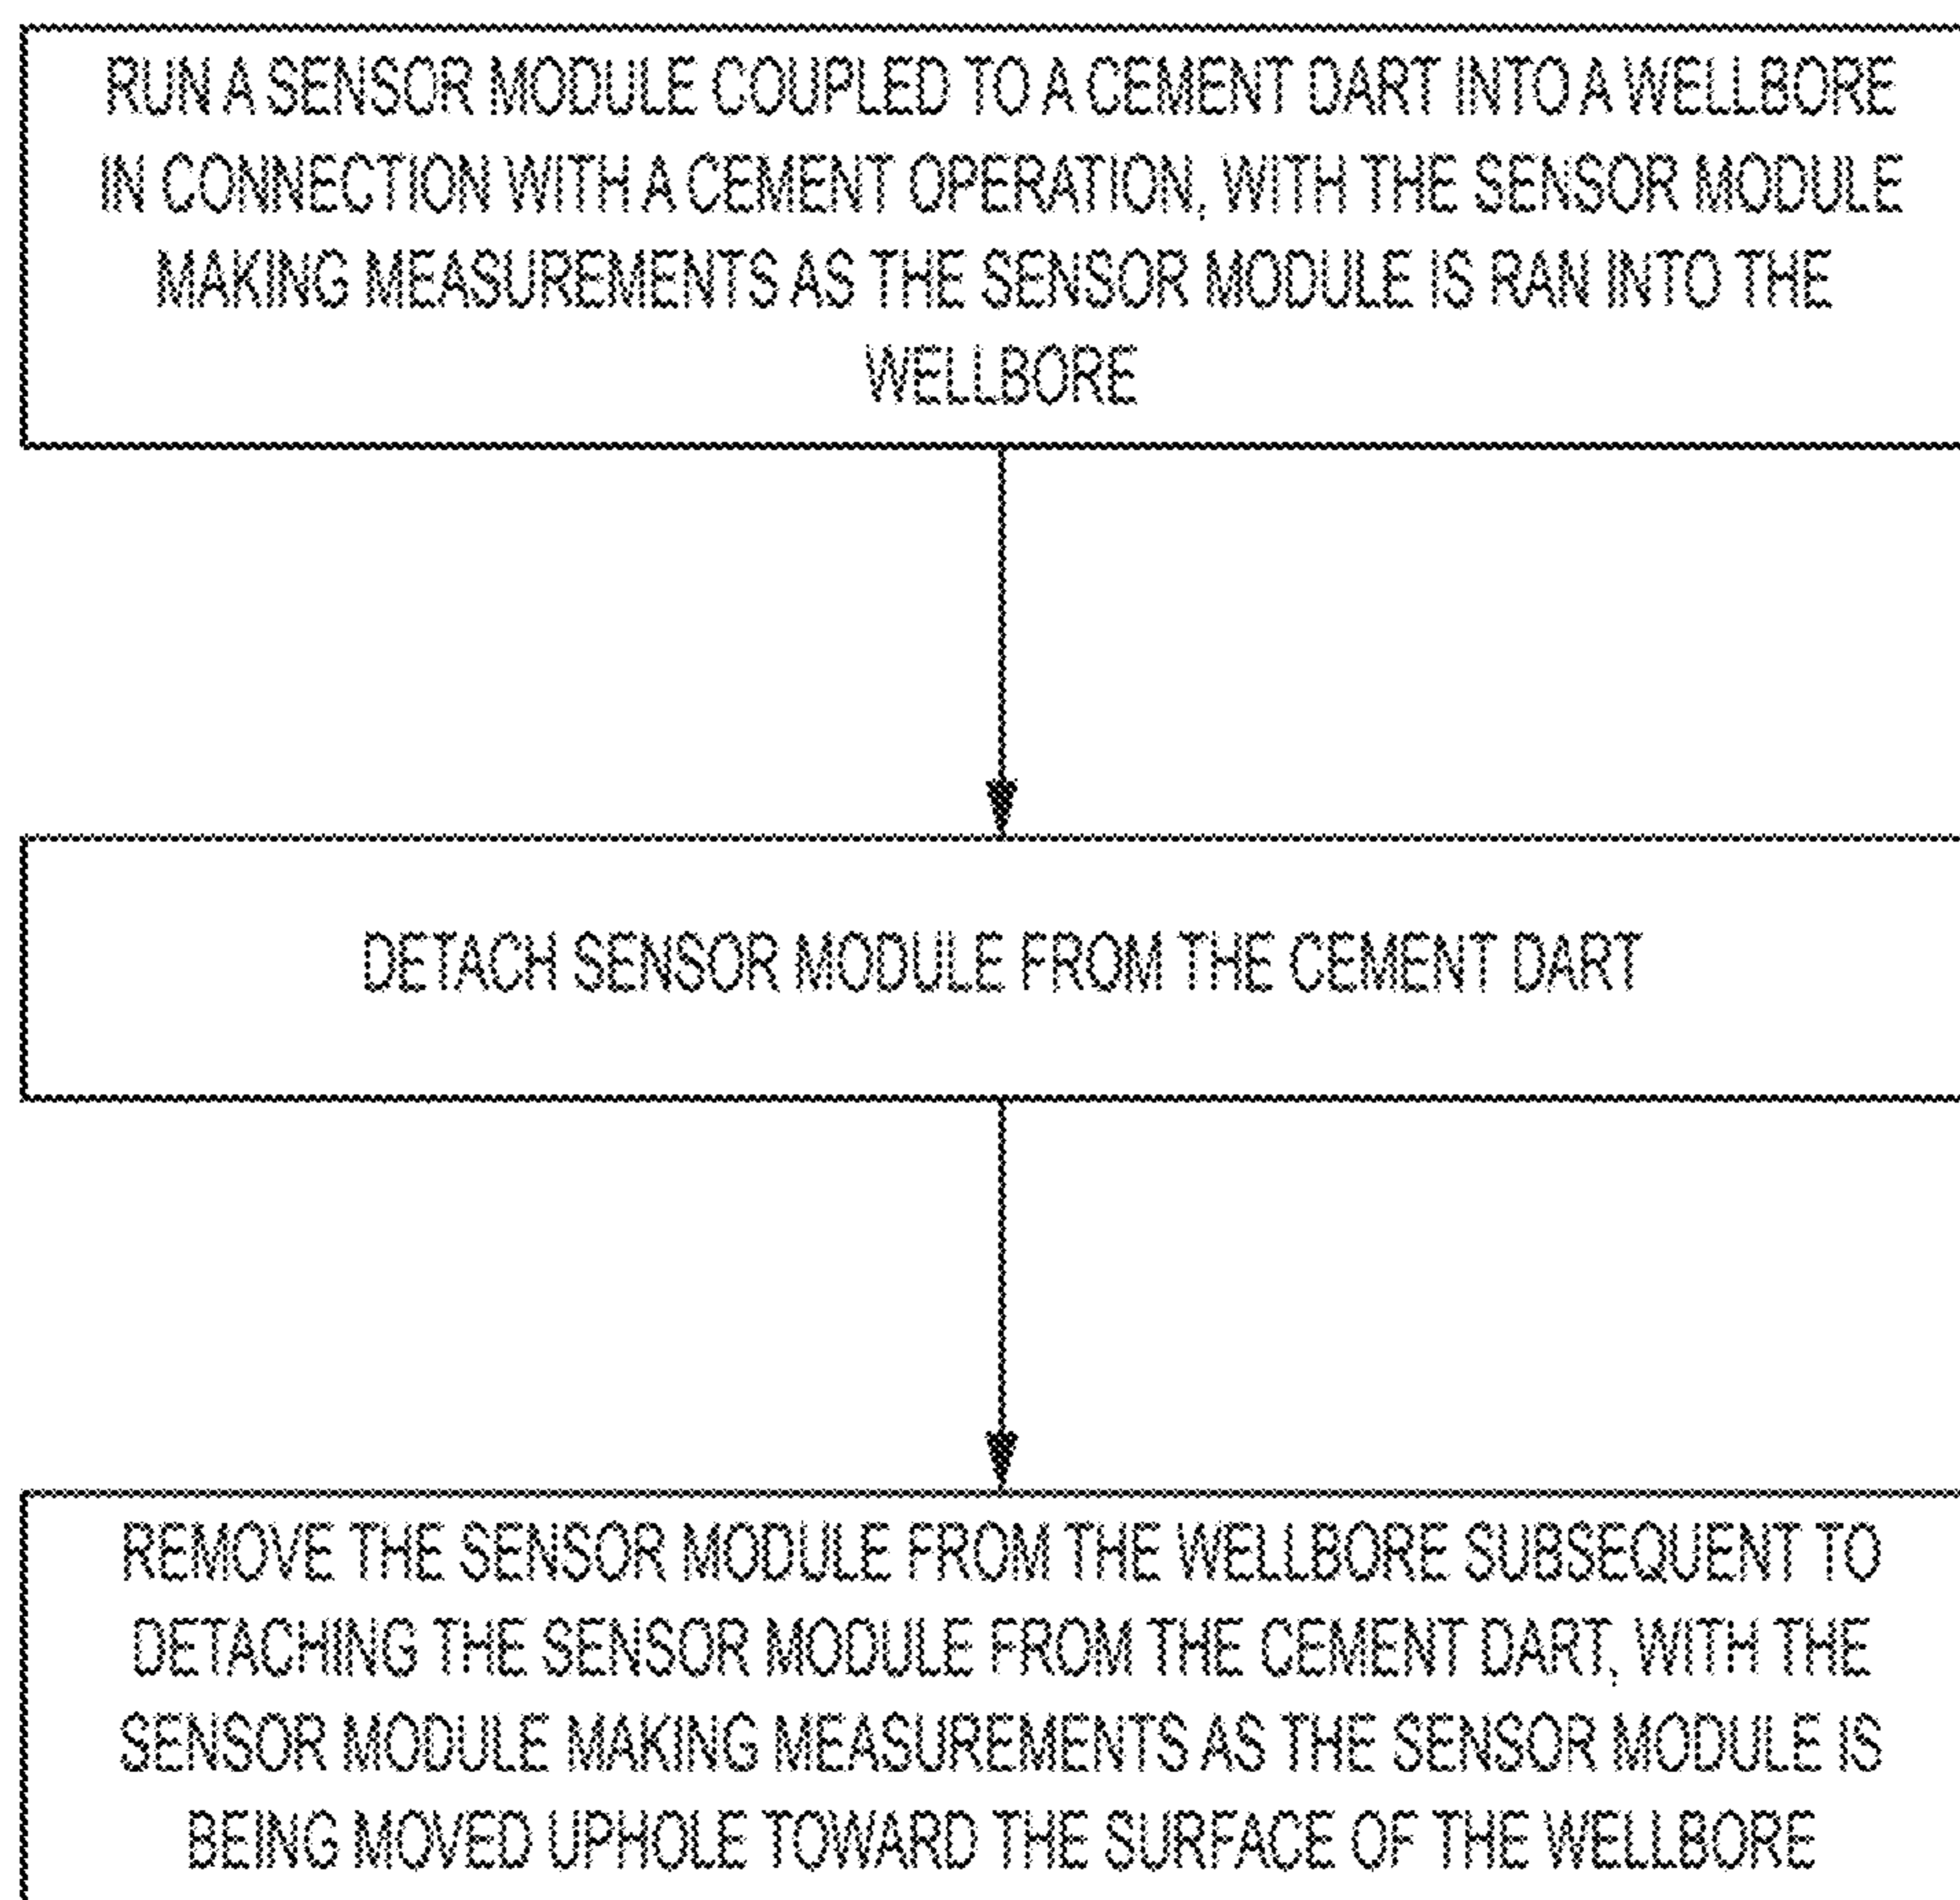 RUN A SENSOR MODULE COUPLED TO A CEMENT DART INTO A WELLBORE
IN CONNECTION WITH A CEMENT OPERATION, WITH THE SENSOR MODULE
MAKING MEASUREMENTS AS THE SENSOR MODULE IS RAN INTO THE
WELLBORE
DETACH SENSOR MODULE FROM THE CEMENT DART
REMOVE THE SENSOR MODULE FROM THE WELLBORE SUBSEQUENT TO
DETACHING THE SENSOR MODULE FROM THE CEMENT DART, WITH THE
SENSOR MODULE MAKING MEASUREMENTS AS THE SENSOR MODULE IS
BEING MOVED UPHOLE TOWARD THE SURFACE OF THE WELLBORE